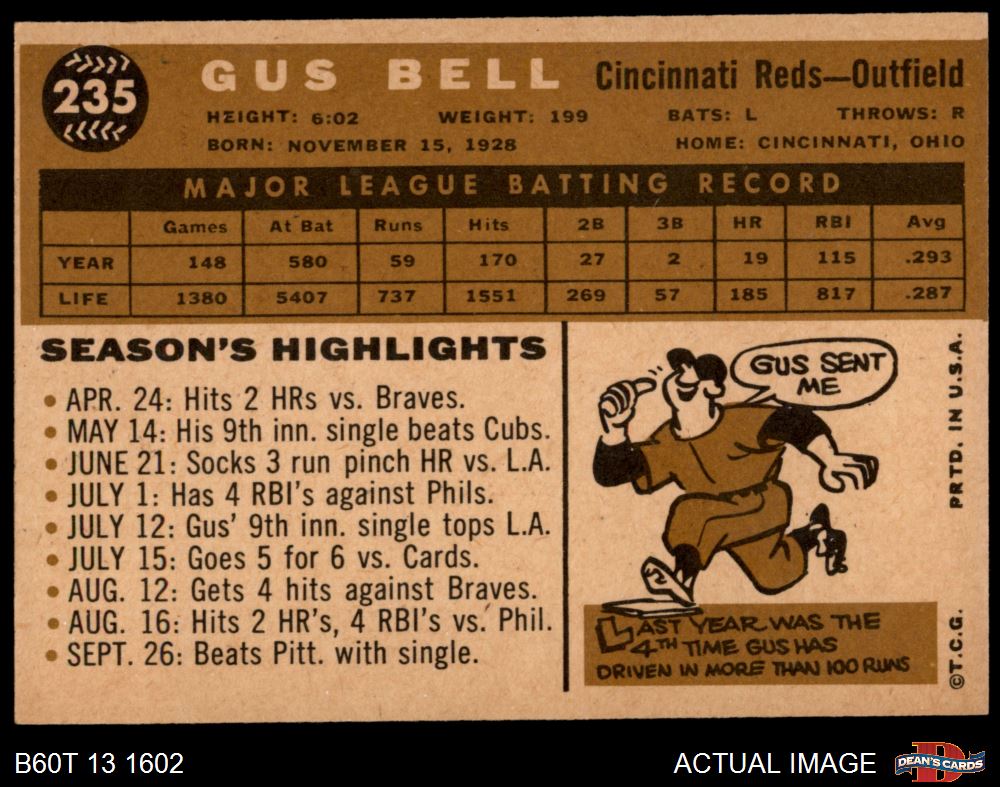 235
GUS BELL Cincinnati Reds—Outfield
HEIGHT: 6:02 WEIGHT: 199 BATS: L THROWS: R
BORN: NOVEMBER 15, 1928 HOME: CINCINNATI, OHIO
MAJOR LEAGUE BATTING RECORD
Games At Bat Runs Hits 2B 3B HR RBI Avg
YEAR 148 580 59 170 27 2 19 115 .293
LIFE 1380 5407 737 1551 269 57 185 817 .287
SEASON'S HIGHLIGHTS
• APR. 24: Hits 2 HRs vs. Braves.
• MAY 14: His 9th inn. single beats Cubs.
• JUNE 21: Socks 3 run pinch HR vs. L.A.
• JULY 1: Has 4 RBI's against Phils.
• JULY 12: Gus' 9th inn. single tops L.A.
• JULY 15: Goes 5 for 6 vs. Cards.
• AUG. 12: Gets 4 hits against Braves.
• AUG. 16: Hits 2 HR's, 4 RBI's vs. Phil.
• SEPT. 26: Beats Pitt. with single.
GUS SENT
ME
LAST YEAR WAS THE
4TH TIME GUS HAS
DRIVEN IN MORE THAN 100 RUNS
©T.C.G. PRTD. IN U.S.A.
B60T 13 1602 ACTUAL IMAGE
DEAN'S CARDS